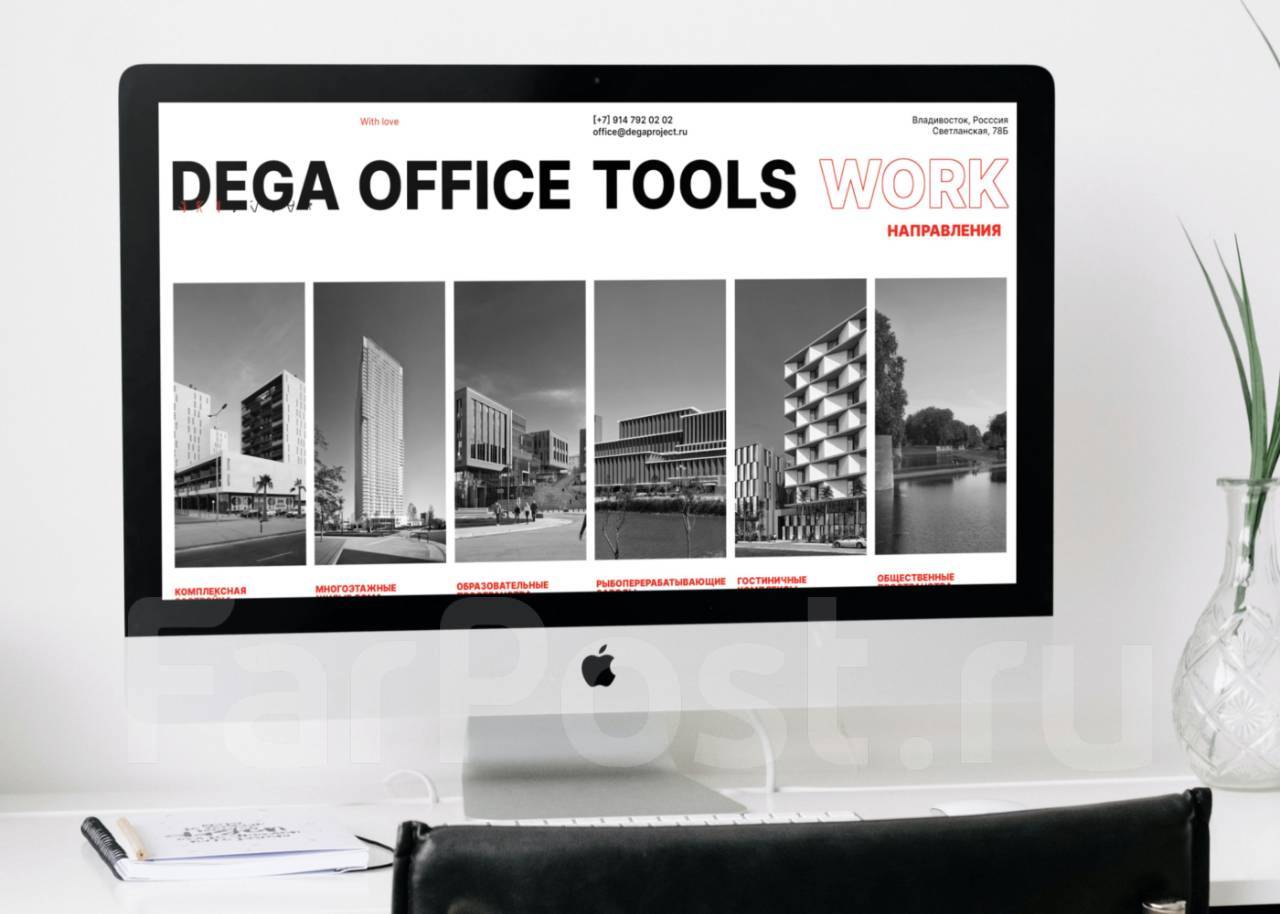 With love
[+7] 914 792 02 02
office@degaproject.ru
Владивосток, Росссия
Светланская, 78Б
DEGA OFFICE TOOLS WORK
НАПРАВЛЕНИЯ
КОМПЛЕКСНАЯ
МНОГОЭТАЖНЫЕ
ОБРАЗОВАТЕЛЬНЫЕ
РЫБОПЕРЕРАБАТЫВАЮЩИЕ
ГОСТИНИЧНЫЕ
ОБЩЕСТВЕННЫЕ
FarPost.ru